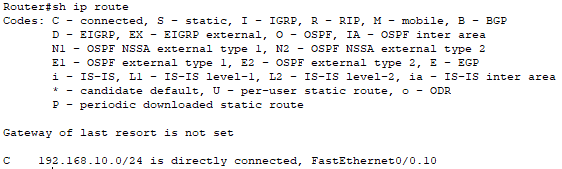 Router#sh ip route
Codes: C - connected, S - static, I - IGRP, R - RIP, M - mobile, B - BGP
D - EIGRP, EX - EIGRP external, O - OSPF, IA - OSPF inter area
N1 - OSPF NSSA external type 1, N2 - OSPF NSSA external type 2
E1 - OSPF external type 1, E2 - OSPF external type 2, E - EGP
i - IS-IS, L1 - IS-IS level-1, L2 - IS-IS level-2, ia - IS-IS inter area
* - candidate default, U - per-user static route, o - ODR
P - periodic downloaded static route
Gateway of last resort is not set
C 192.168.10.0/24 is directly connected, FastEthernet0/0.10